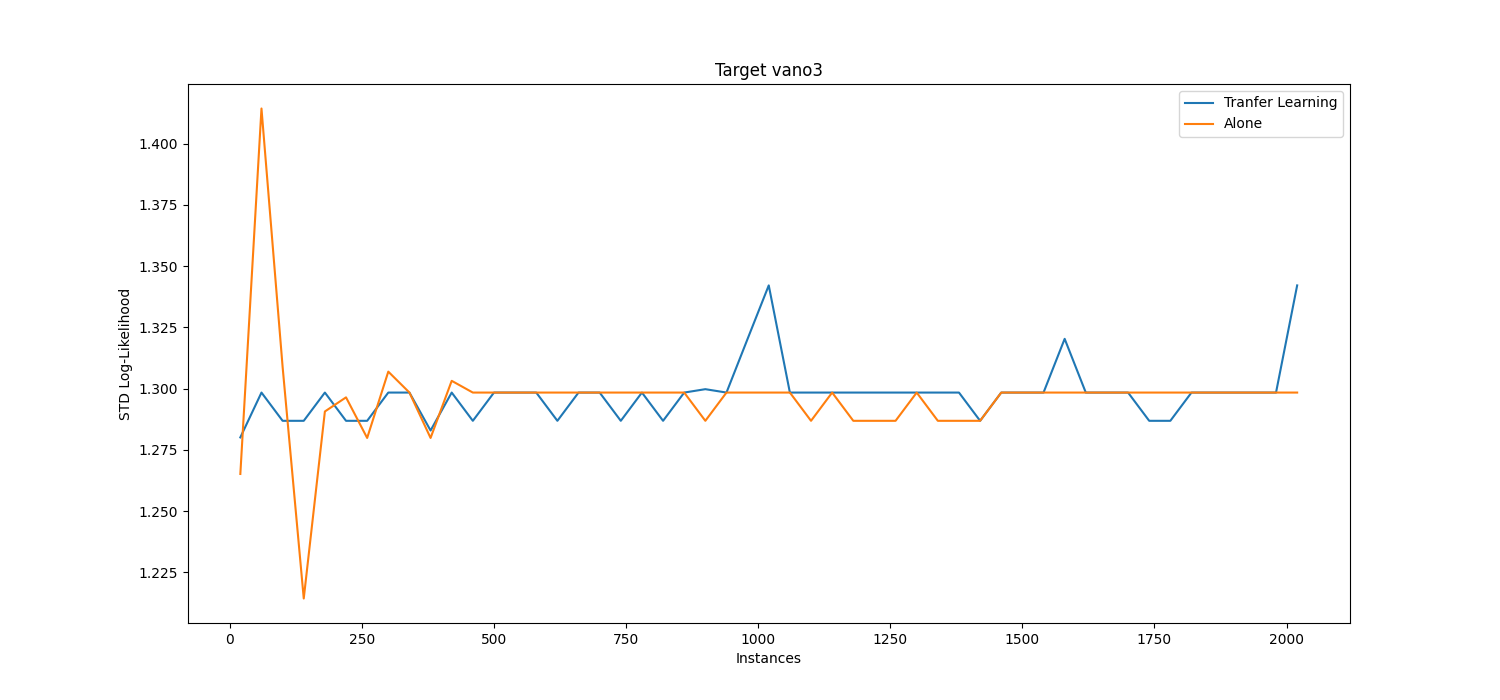 Target vano3
Tranfer Learning
Alone
STD Log-Likelihood
1.400
1.375
1.350
1.325
1.300
1.275
1.250
1.225
0 250 500 750 1000 1250 1500 1750 2000
Instances